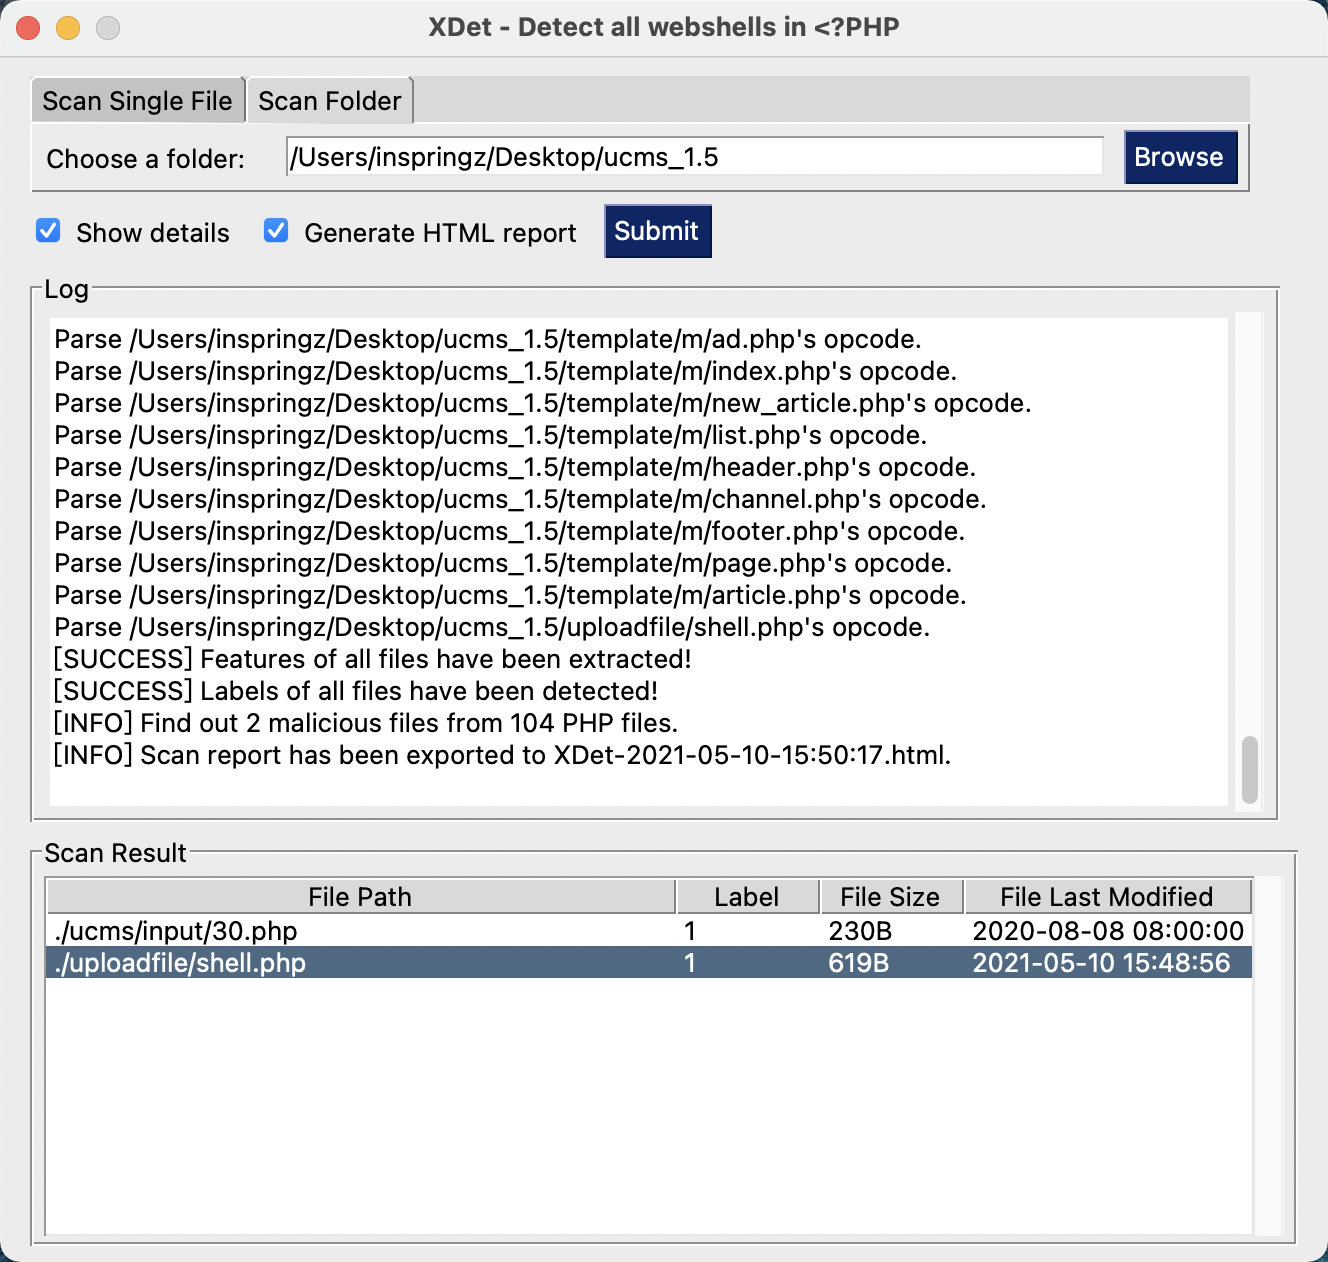 XDet - Detect all webshells in <?PHP
Scan Single File Scan Folder
Choose a folder: /Users/inspringz/Desktop/ucms_1.5 Browse
Show details Generate HTML report Submit
Log
Parse /Users/inspringz/Desktop/ucms_1.5/template/m/ad.php's opcode.
Parse /Users/inspringz/Desktop/ucms_1.5/template/m/index.php's opcode.
Parse /Users/inspringz/Desktop/ucms_1.5/template/m/new_article.php's opcode.
Parse /Users/inspringz/Desktop/ucms_1.5/template/m/list.php's opcode.
Parse /Users/inspringz/Desktop/ucms_1.5/template/m/header.php's opcode.
Parse /Users/inspringz/Desktop/ucms_1.5/template/m/channel.php's opcode.
Parse /Users/inspringz/Desktop/ucms_1.5/template/m/footer.php's opcode.
Parse /Users/inspringz/Desktop/ucms_1.5/template/m/page.php's opcode.
Parse /Users/inspringz/Desktop/ucms_1.5/template/m/article.php's opcode.
Parse /Users/inspringz/Desktop/ucms_1.5/uploadfile/shell.php's opcode.
[SUCCESS] Features of all files have been extracted!
[SUCCESS] Labels of all files have been detected!
[INFO] Find out 2 malicious files from 104 PHP files.
[INFO] Scan report has been exported to XDet-2021-05-10-15:50:17.html.
Scan Result
File Path Label File Size File Last Modified
./ucms/input/30.php 1 230B 2020-08-08 08:00:00
./uploadfile/shell.php 1 619B 2021-05-10 15:48:56